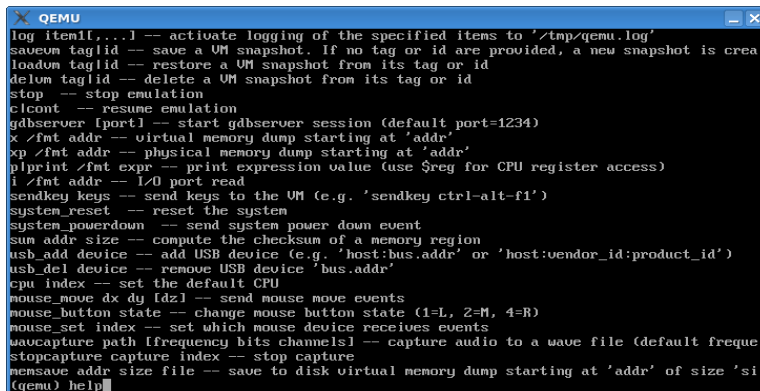 QEMU
log item1[,...] -- activate logging of the specified items to '/tmp/qemu.log'
savevm tag|id -- save a VM snapshot. If no tag or id are provided, a new snapshot is crea
loadvm tag|id -- restore a VM snapshot from its tag or id
delvm tag|id -- delete a VM snapshot from its tag or id
stop  -- stop emulation
c|cont  -- resume emulation
gdbserver [port] -- start gdbserver session (default port=1234)
x /fmt addr -- virtual memory dump starting at 'addr'
xp /fmt addr -- physical memory dump starting at 'addr'
p|print /fmt expr -- print expression value (use $reg for CPU register access)
i /fmt addr -- I/O port read
sendkey keys -- send keys to the VM (e.g. 'sendkey ctrl-alt-f1')
system_reset  -- reset the system
system_powerdown  -- send system power down event
sum addr size -- compute the checksum of a memory region
usb_add device -- add USB device (e.g. 'host:bus.addr' or 'host:vendor_id:product_id')
usb_del device -- remove USB device 'bus.addr'
cpu index -- set the default CPU
mouse_move dx dy [dz] -- send mouse move events
mouse_button state -- change mouse button state (1=L, 2=M, 4=R)
mouse_set index -- set which mouse device receives events
wavcapture path [frequency bits channels] -- capture audio to a wave file (default freque
stopcapture capture index -- stop capture
memsave addr size file -- save to disk virtual memory dump starting at 'addr' of size 'si
(qemu) help